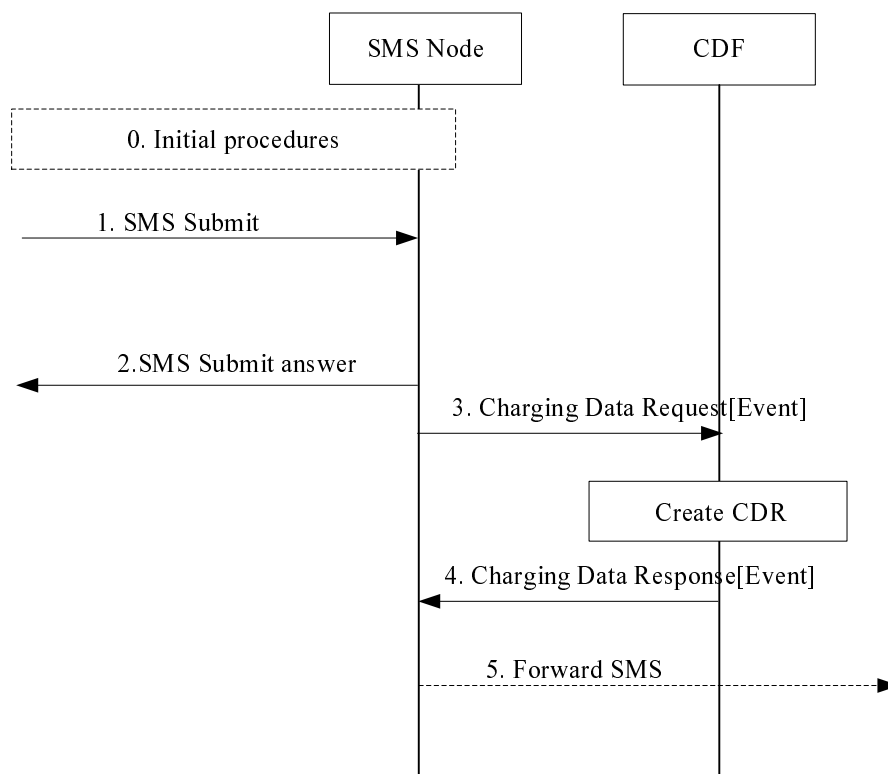 SMS Node
CDF
0. Initial procedures
1. SMS Submit
2.SMS Submit answer
3. Charging Data Request[Event]
Create CDR
4. Charging Data Response[Event]
5. Forward SMS